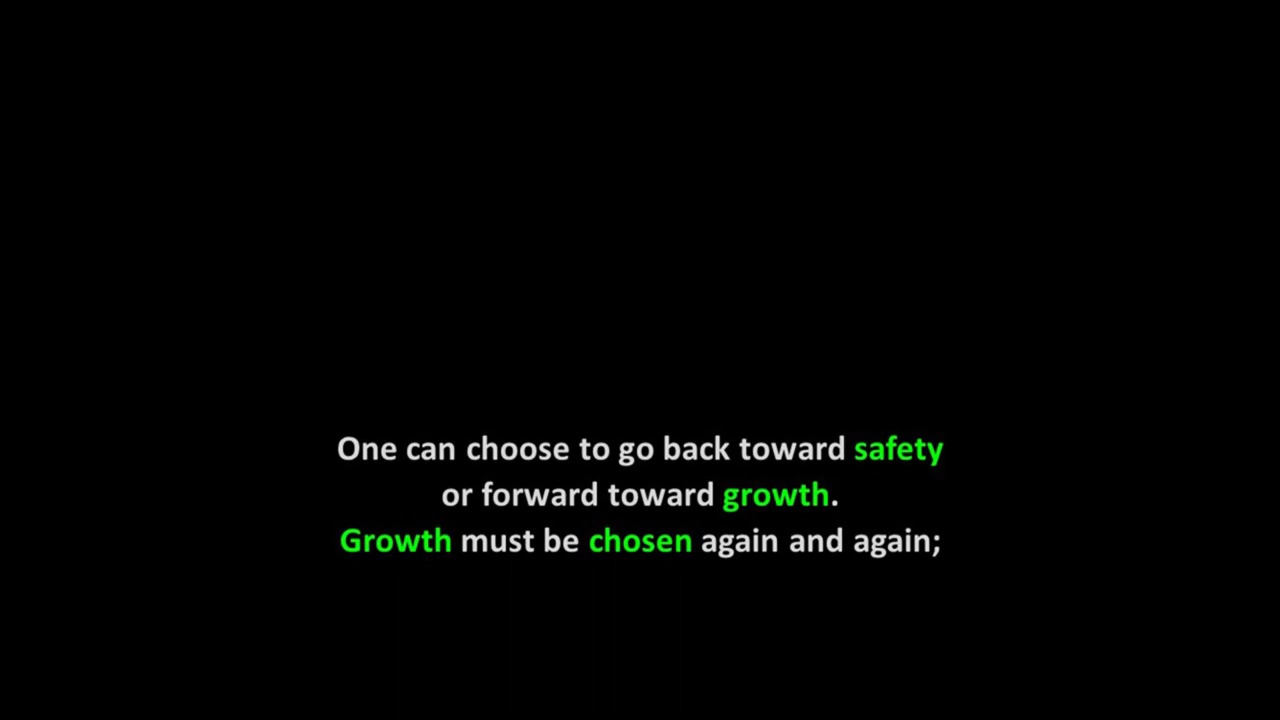 One can choose to go back toward safety
or forward toward growth.
Growth must be chosen again and again;